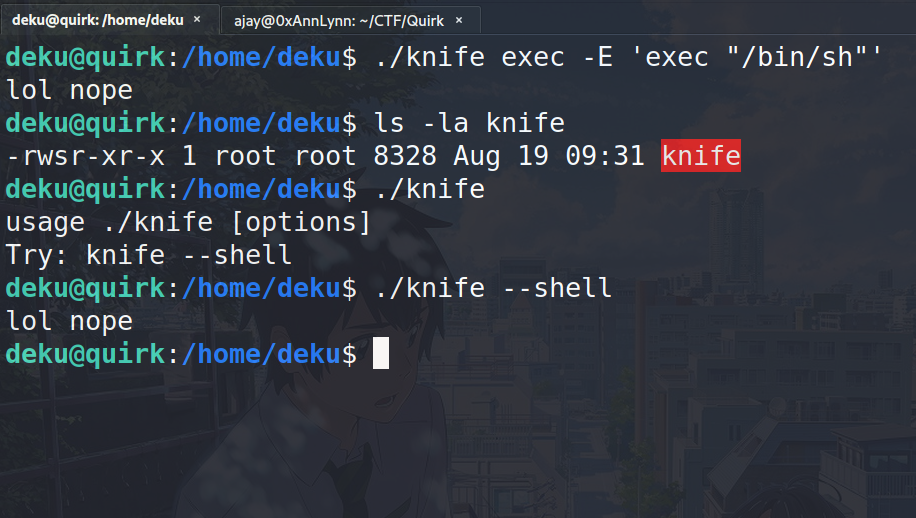 deku@quirk: /home/deku × ajay@0xAnnLynn: ~/CTF/Quirk ×
deku@quirk:/home/deku$ ./knife exec -E 'exec "/bin/sh"'
lol nope
deku@quirk:/home/deku$ ls -la knife
-rwsr-xr-x 1 root root 8328 Aug 19 09:31 knife
deku@quirk:/home/deku$ ./knife
usage ./knife [options]
Try: knife --shell
deku@quirk:/home/deku$ ./knife --shell
lol nope
deku@quirk:/home/deku$